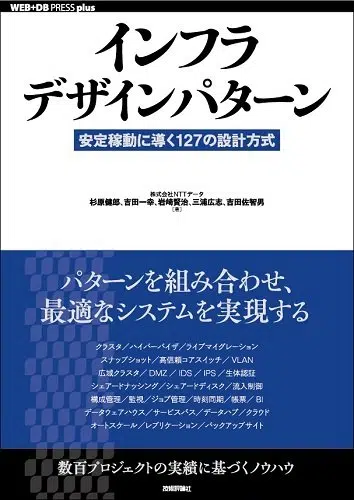 WEB+DB PRESS plus
インフラ
デザインパターン
安定稼動に導く127の設計方式
株式会社NTTデータ
杉原健郎、吉田一幸、岩崎賢治、三浦広志、吉田佐智男
[著]
パターンを組み合わせ、
最適なシステムを実現する
クラスタ／ハイパーバイザ／ライブマイグレーション
スナップショット／高信頼コアスイッチ／VLAN
広域クラスタ／DMZ／IDS／IPS／生体認証
シェアードナッシング／シェアードディスク／流入制御
構成管理／監視／ジョブ管理／時刻同期／帳票／BI
データウェアハウス／サービスバス／データハブ／クラウド
オートスケール／レプリケーション／バックアップサイト
数百プロジェクトの実績に基づくノウハウ
技術評論社